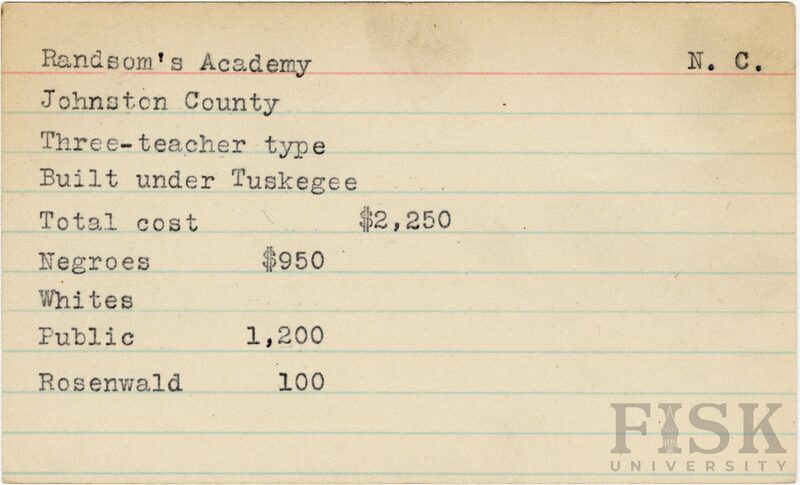 Randsom's Academy N. C.
Johnston County
Three-teacher type
Built under Tuskegee
Total cost $2,250
Negroes $950
Whites
Public 1,200
Rosenwald 100
FISK
UNIVERSITY